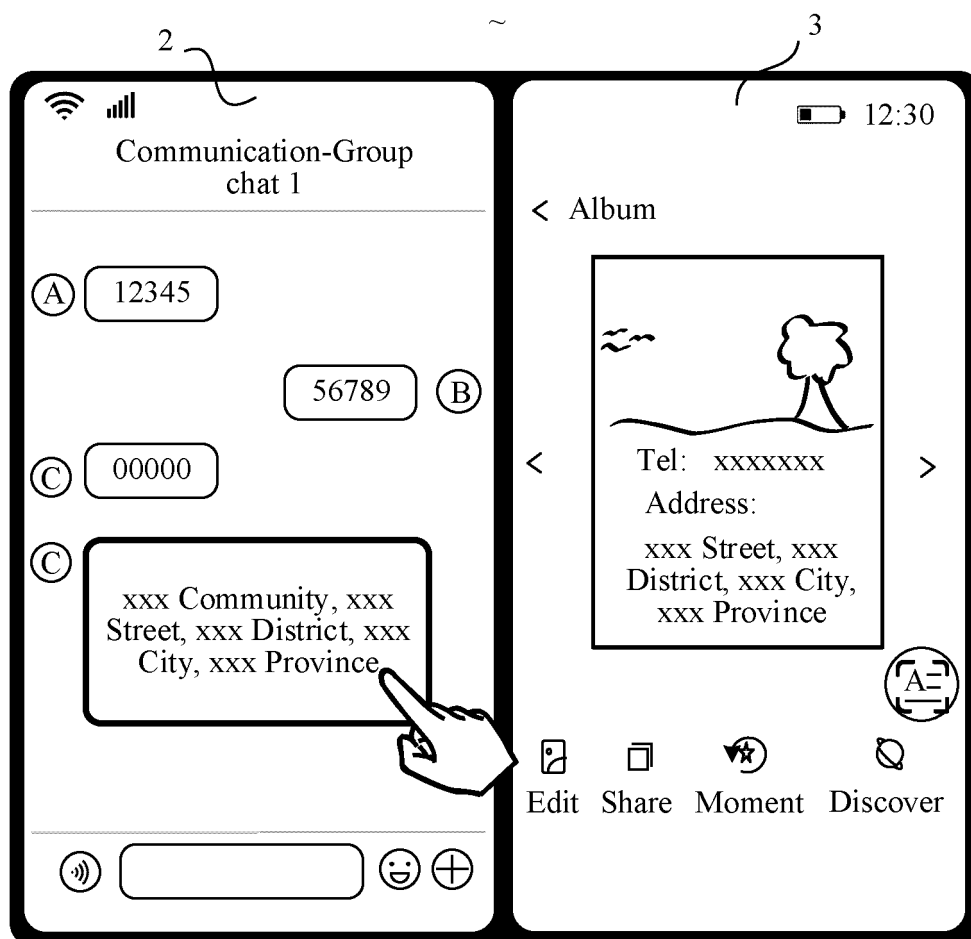 ~
2
3
12:30
Communication-Group
chat 1
< Album
A
12345
56789
B
C
00000
C
xxx Community, xxx
Street, xxx District, xxx
City, xxx Province
<
>
Tel: xxxxxxx
Address:
xxx Street, xxx
District, xxx City,
xxx Province
A
Edit Share Moment Discover